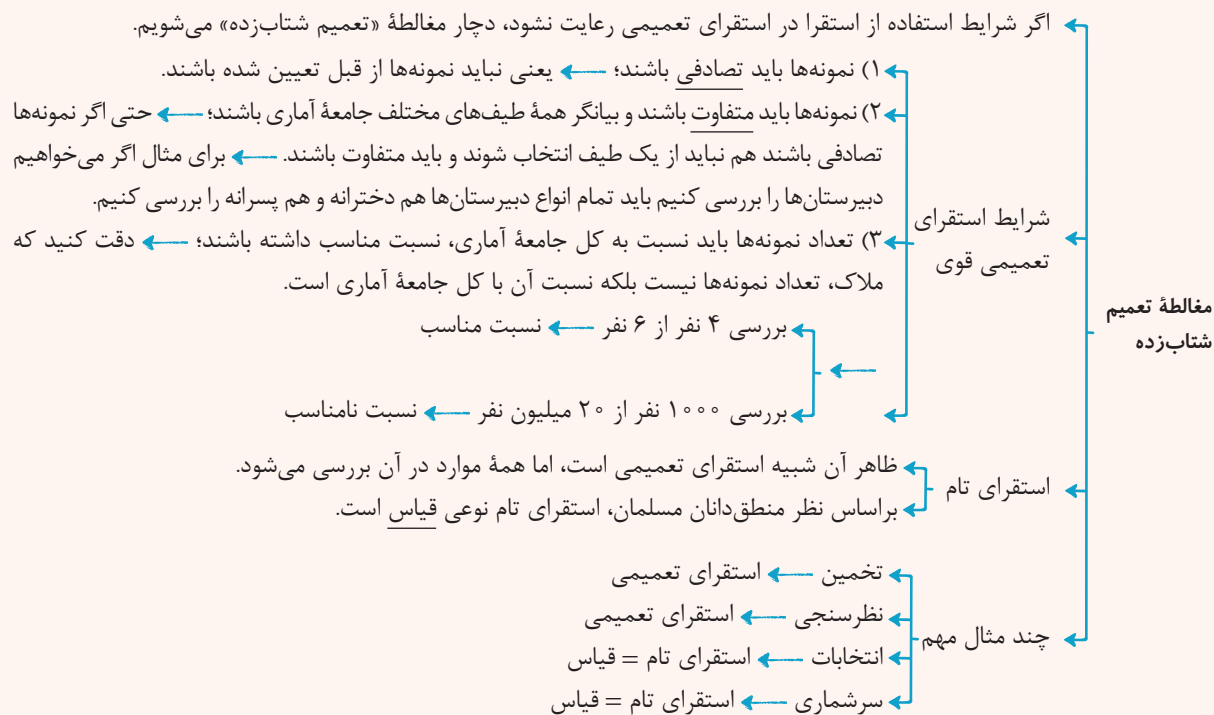 اگر شرایط استفاده از استقرا در استقرای تعمیمی رعایت نشود، دچار مغالطهٔ «تعمیم شتاب‌زده» می‌شویم.
۱) نمونه‌ها باید تصادفی باشند؛ یعنی نباید نمونه‌ها از قبل تعیین شده باشند.
۲) نمونه‌ها باید متفاوت باشند و بیانگر همهٔ طیف‌های مختلف جامعهٔ آماری باشند؛ حتی اگر نمونه‌ها
تصادفی باشند هم نباید از یک طیف انتخاب شوند و باید متفاوت باشند. برای مثال اگر می‌خواهیم
دبیرستان‌ها را بررسی کنیم باید تمام انواع دبیرستان‌ها هم دخترانه و هم پسرانه را بررسی کنیم.
شرایط استقرای
تعمیمی قوی
۳) تعداد نمونه‌ها باید نسبت به کل جامعهٔ آماری، نسبت مناسب داشته باشند؛ دقت کنید که
ملاک، تعداد نمونه‌ها نیست بلکه نسبت آن با کل جامعهٔ آماری است.
مغالطهٔ تعمیم
شتاب‌زده
بررسی ۴ نفر از ۶ نفر نسبت مناسب
بررسی ۱۰۰۰ نفر از ۲۰ میلیون نفر نسبت نامناسب
استقرای تام
ظاهر آن شبیه استقرای تعمیمی است، اما همهٔ موارد در آن بررسی می‌شود.
براساس نظر منطق‌دانان مسلمان، استقرای تام نوعی قیاس است.
چند مثال مهم
تخمین استقرای تعمیمی
نظرسنجی استقرای تعمیمی
انتخابات استقرای تام = قیاس
سرشماری استقرای تام = قیاس